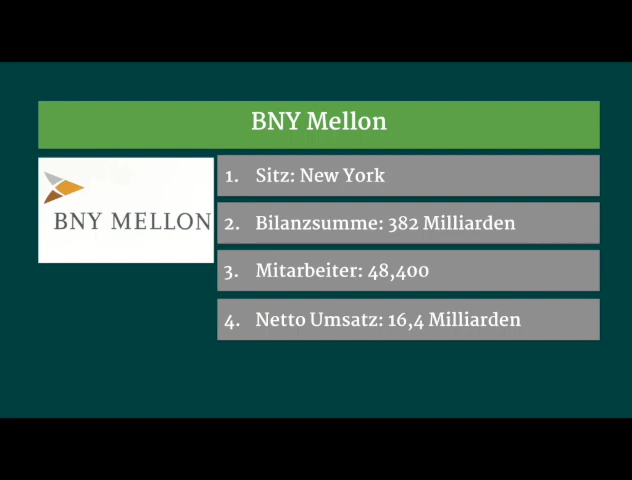 BNY Mellon
BNY MELLON
1. Sitz: New York
2. Bilanzsumme: 382 Milliarden
3. Mitarbeiter: 48,400
4. Netto Umsatz: 16,4 Milliarden